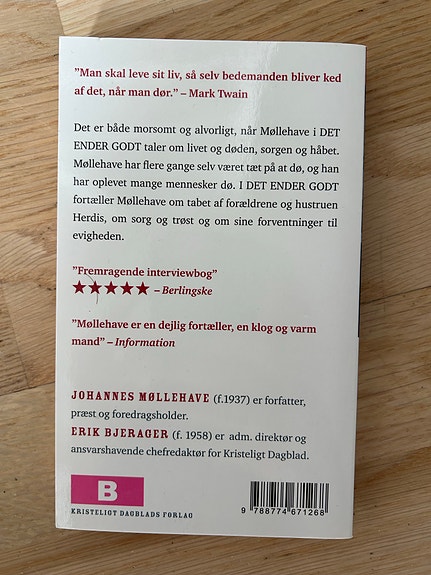 ”Man skal leve sit liv, så selv bedemanden bliver ked
af det, når man dør.” – Mark Twain
Det er både morsomt og alvorligt, når Møllehave i DET
ENDER GODT taler om livet og døden, sorgen og håbet.
Møllehave har flere gange selv været tæt på at dø, og han
har oplevet mange mennesker dø. I DET ENDER GODT
fortæller Møllehave om tabet af forældrene og hustruen
Herdis, om sorg og trøst og om sine forventninger til
evigheden.
”Fremragende interviewbog”
★★★★★ – Berlingske
”Møllehave er en dejlig fortæller, en klog og varm
mand” – Information
JOHANNES MØLLEHAVE (f.1937) er forfatter,
præst og foredragsholder.
ERIK BJERAGER (f. 1958) er adm. direktør og
ansvarshavende chefredaktør for Kristeligt Dagblad.
B
KRISTELIGT DAGBLADS FORLAG
9 788774 671268